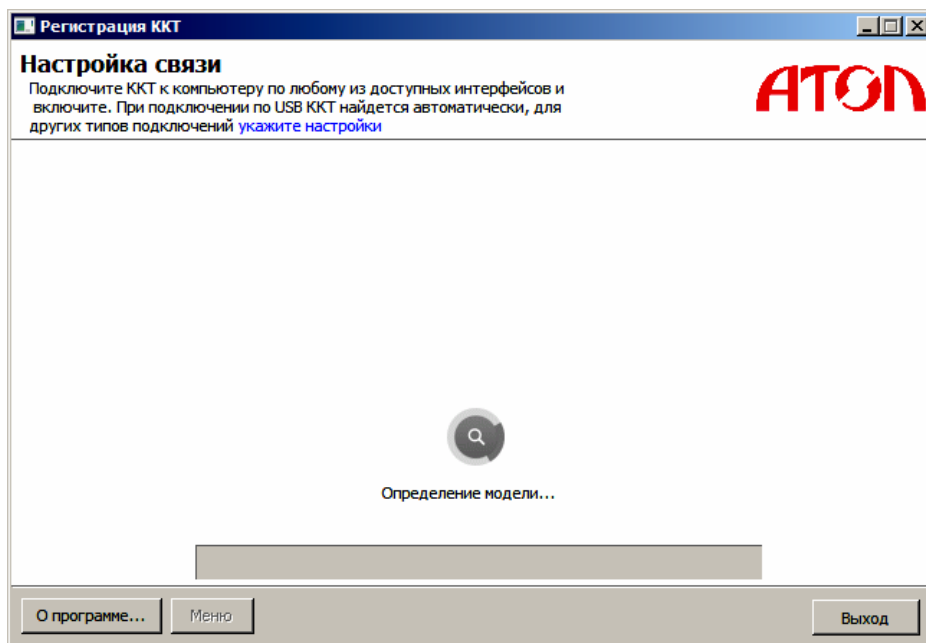 Регистрация ККТ
Настройка связи
Подключите ККТ к компьютеру по любому из доступных интерфейсов и
включите. При подключении по USB ККТ найдется автоматически, для
других типов подключений укажите настройки
АТОЛ
Определение модели...
О программе...
Меню
Выход